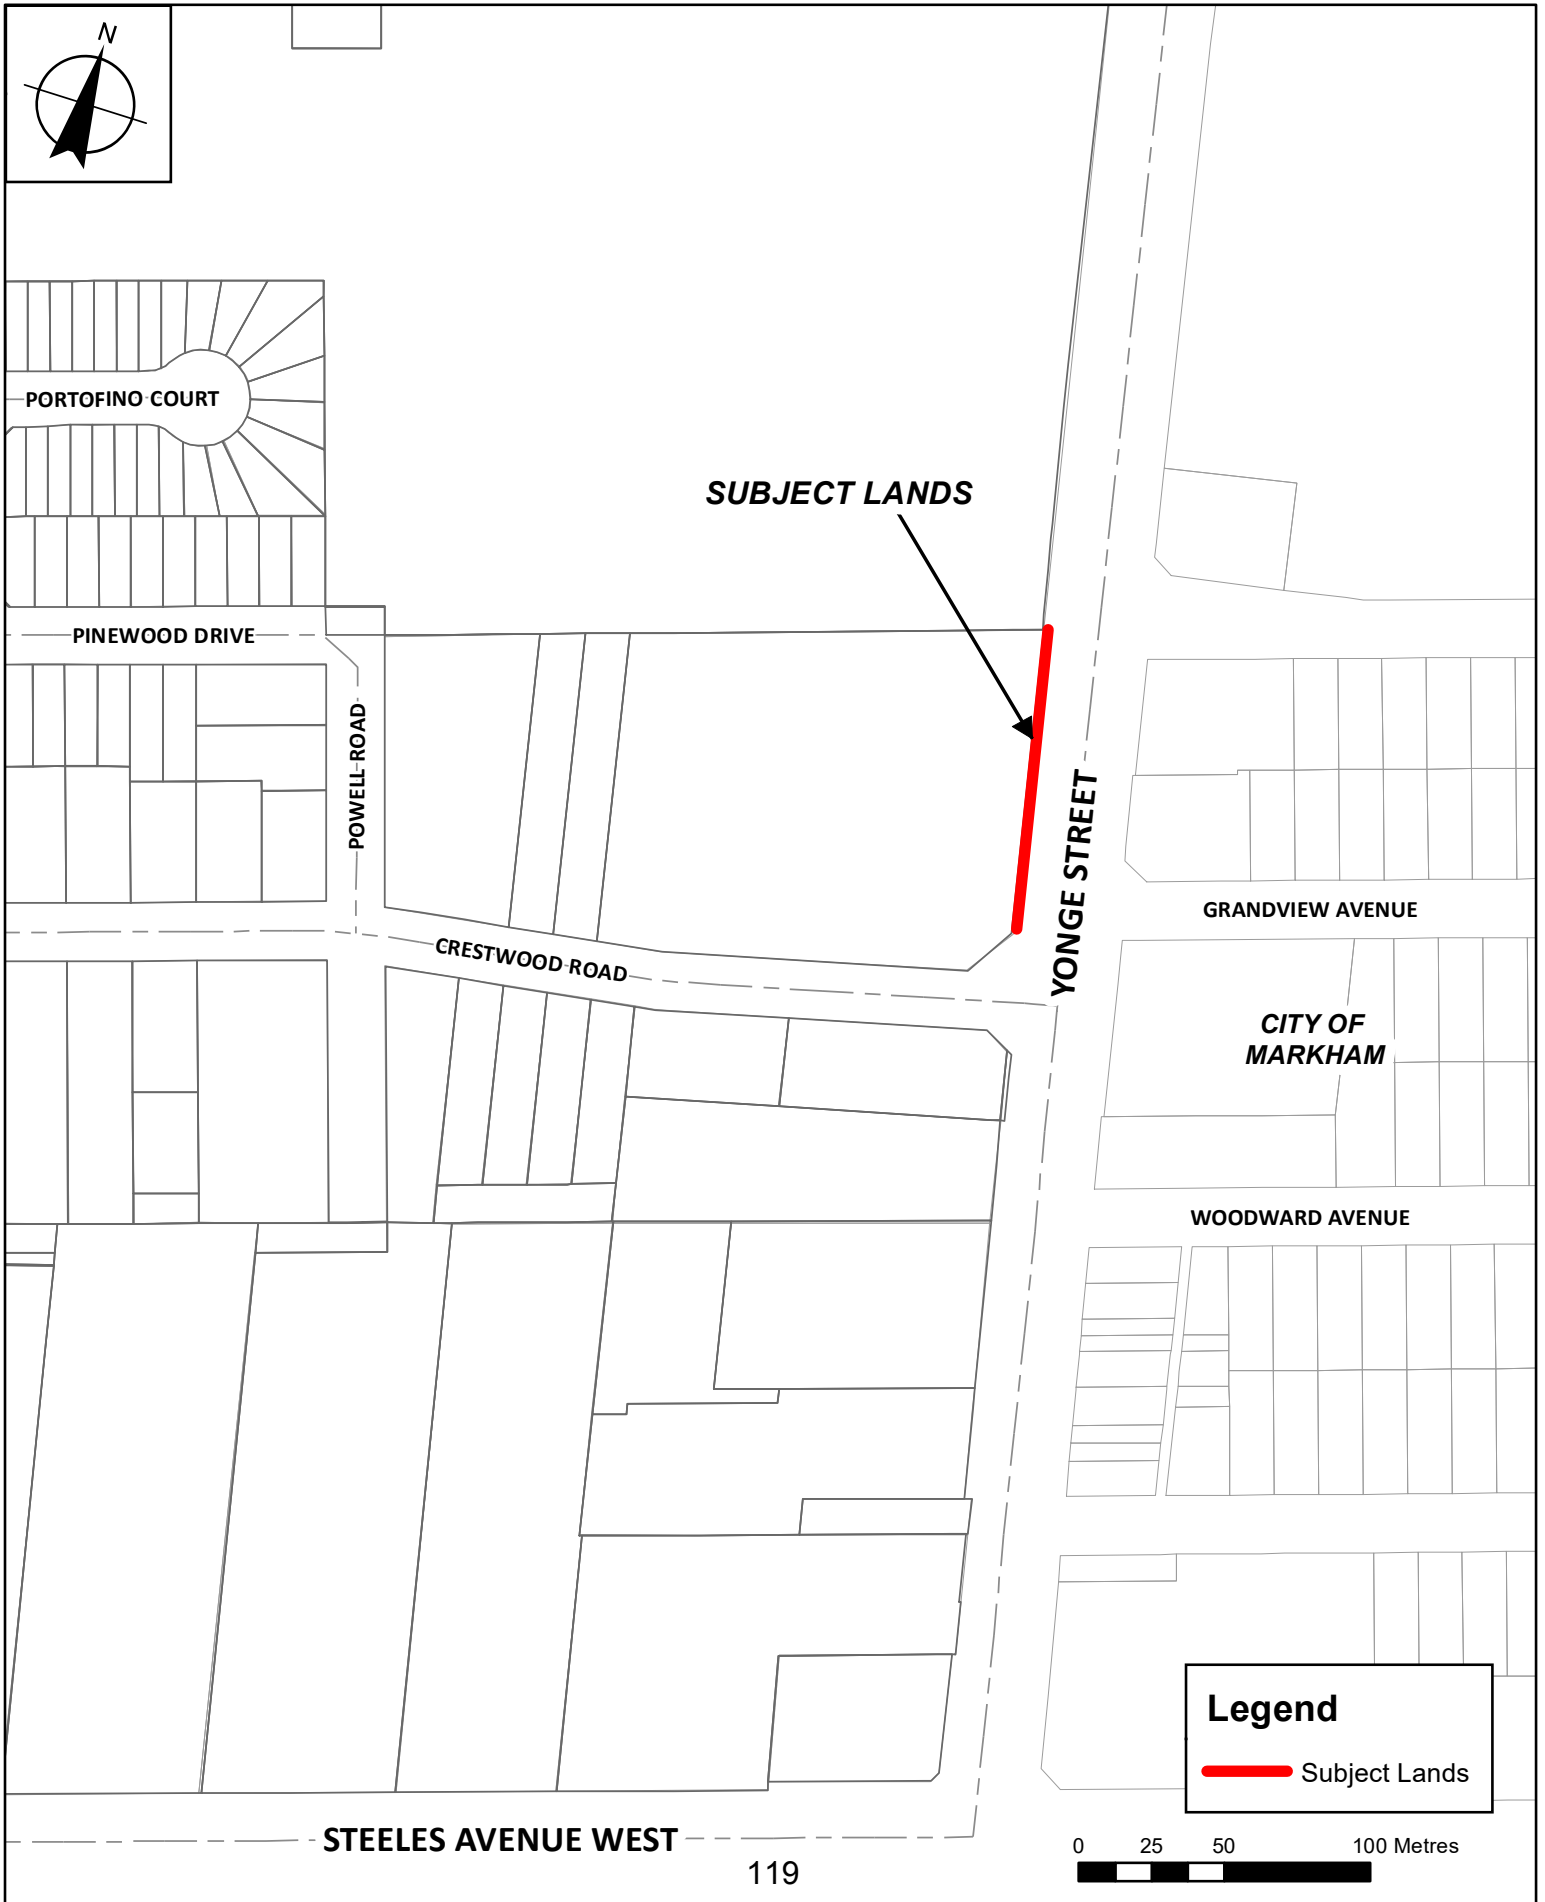 N
PORTOFINO COURT
SUBJECT LANDS
PINEWOOD DRIVE
POWELL ROAD
YONGE STREET
GRANDVIEW AVENUE
CRESTWOOD ROAD
CITY OF
MARKHAM
WOODWARD AVENUE
Legend
Subject Lands
STEELES AVENUE WEST
0 25 50 100 Metres
119